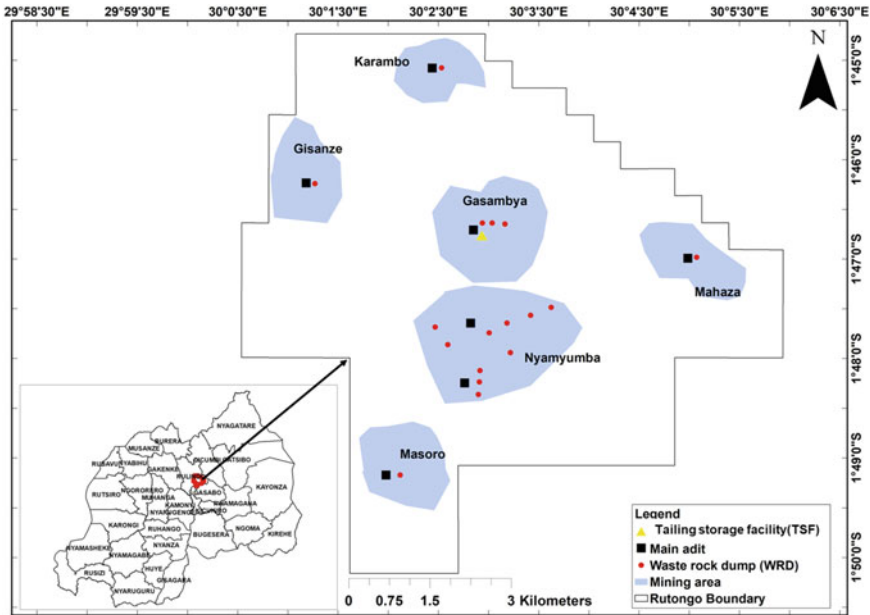 29°58'30"E 29°59'30"E 30°0'30"E 30°1'30"E 30°2'30"E 30°3'30"E 30°4'30"E 30°5'30"E 30°6'30"E
N
Karambo
1°45'0"S
Gisanze
1°46'0"S
Gasambya
1°47'0"S
Mahaza
Nyamyumba
1°48'0"S
Masoro
1°49'0"S
1°50'0"S
NYAGATARE
BURERA
MUSANZE
GATSIBO
NYABIHU
GAKENKE
KAYONZA
RUTSIRO
NGORORERO
MUHANGA
GASABO
RWAMAGANA
KARONGI
RUHANGO
BUGESERA
NGOMA
KIREHE
NYAMASHEKE
NYANZA
NYAMAGABE
HUYE
RUSIZI
GISAGARA
NYARUGURU
Legend
Tailing storage facility(TSF)
Main adit
Waste rock dump (WRD)
Mining area
Rutongo Boundary
0 0.75 1.5 3 Kilometers